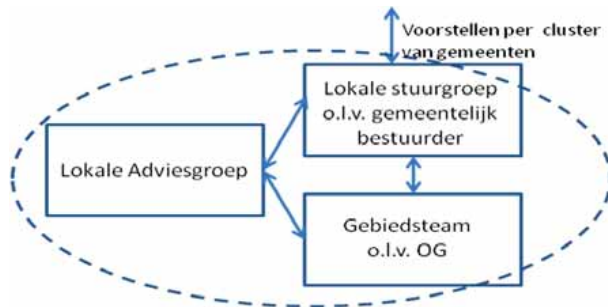 Voorstellen per cluster
van gemeenten
Lokale stuurgroep
o.l.v. gemeentelijk
bestuurder
Lokale Adviesgroep
Gebiedsteam
o.l.v. OG